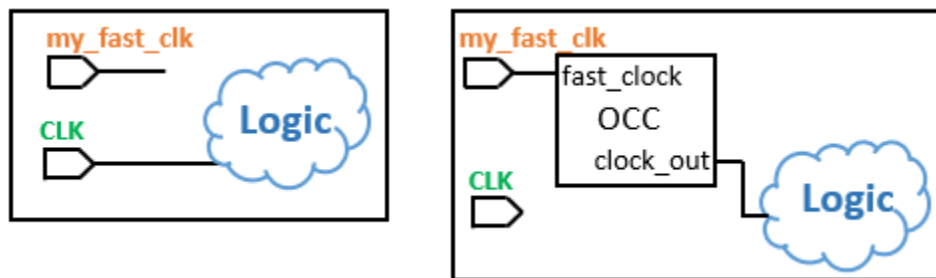 my_fast_clk
CLK
Logic
my_fast_clk
fast_clock
OCC
clock_out
CLK
Logic